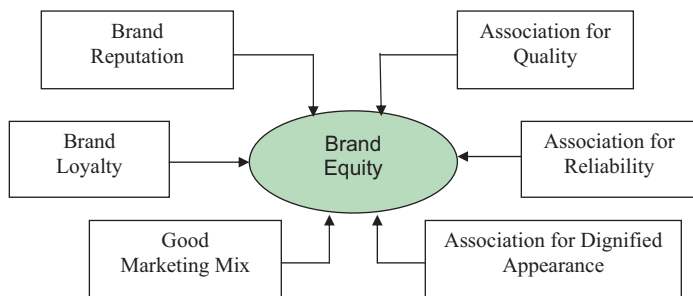 Brand
Reputation
Association for
Quality
Brand
Loyalty
Brand
Equity
Association for
Reliability
Good
Marketing Mix
Association for Dignified
Appearance